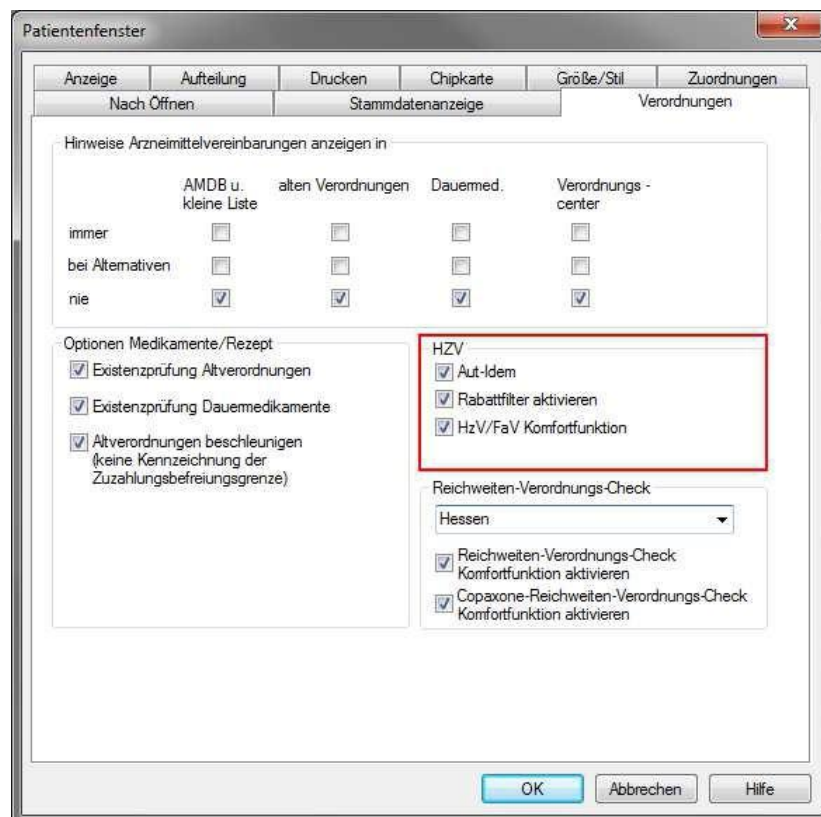 Patientenfenster
Anzeige Aufteilung Drucken Chipkarte Größe/Stil Zuordnungen
Nach Öffnen Stammdatenanzeige Verordnungen
Hinweise Arzneimittelvereinbarungen anzeigen in
AMDB u. kleine Liste alten Verordnungen Dauermed. Verordnungs - center
immer
bei Alternativen
nie
Optionen Medikamente/Rezept
Existenzprüfung Altverordnungen
Existenzprüfung Dauermedikamente
Altverordnungen beschleunigen
(keine Kennzeichnung der
Zuzahlungsbefreiungsgrenze)
HZV
Aut-Idem
Rabattfilter aktivieren
HzV/FaV Komfortfunktion
Reichweiten-Verordnungs-Check
Hessen
Reichweiten-Verordnungs-Check
Komfortfunktion aktivieren
Copaxone-Reichweiten-Verordnungs-Check
Komfortfunktion aktivieren
OK Abbrechen Hilfe